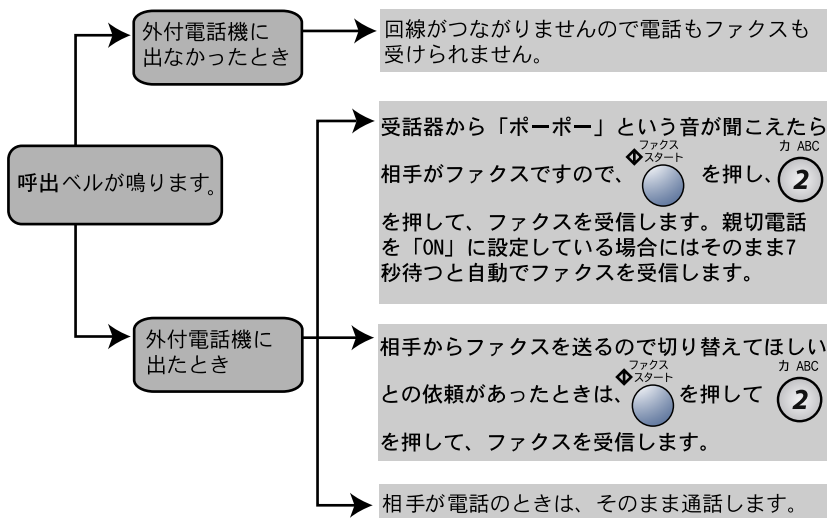 外付電話機に
出なかったとき
回線がつながりませんので電話もファクスも
受けられません。
呼出ベルが鳴ります。
受話器から「ポーポー」という音が聞こえたら
ファクス
スタート
カ ABC
相手がファクスですので、 を押し、 2
を押して、ファクスを受信します。親切電話
を「ON」に設定している場合にはそのまま7
秒待つと自動でファクスを受信します。
外付電話機に
出たとき
相手からファクスを送るので切り替えてほしい
ファクス
スタート
カ ABC
との依頼があったときは、 を押して 2
を押して、ファクスを受信します。
相手が電話のときは、そのまま通話します。